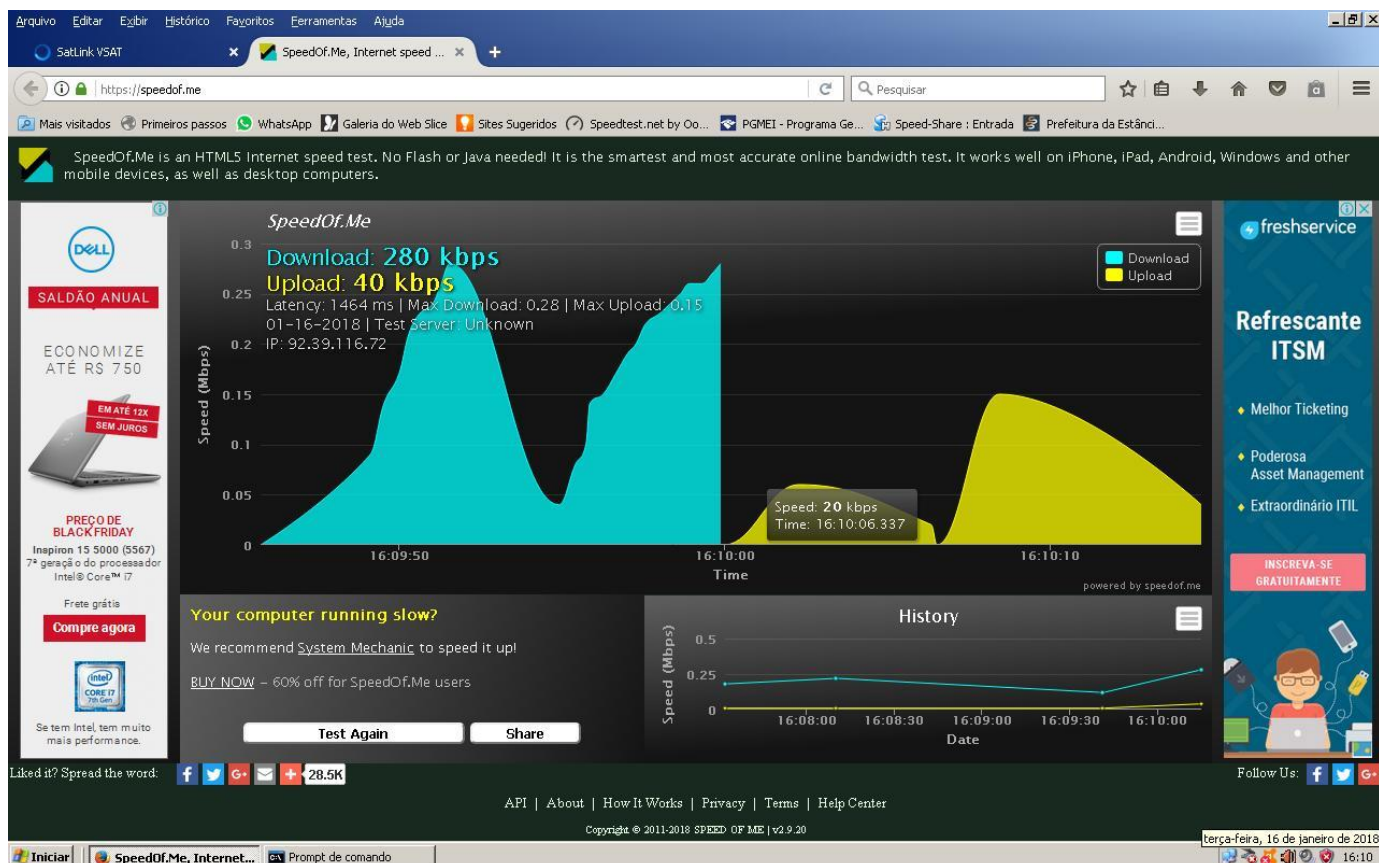 Arquivo Editar Exibir Histórico Favoritos Ferramentas Ajuda
SatLink VSAT
SpeedOf.Me, Internet speed ...
https://speedof.me
Pesquisar
Mais visitados Primeiros passos WhatsApp Galeria do Web Slice Sites Sugeridos Speedtest.net by Oo... PGMEI - Programa Ge... Speed-Share : Entrada Prefeitura da Estânci...
SpeedOf.Me is an HTML5 Internet speed test. No Flash or Java needed! It is the smartest and most accurate online bandwidth test. It works well on iPhone, iPad, Android, Windows and other
mobile devices, as well as desktop computers.
DELL
SALDÃO ANUAL
ECONOMIZE
ATÉ R$ 750
EM ATÉ 12X
SEM JUROS
PREÇO DE
BLACK FRIDAY
Inspiron 15 5000 (5567)
7ª geração do processador
Intel® Core™ i7
Frete grátis
Compre agora
intel
CORE i7
7th Gen
Se tem Intel, tem muito
mais performance.
SpeedOf.Me
Download: 280 kbps
Upload: 40 kbps
Latency: 1464 ms | Max Download: 0.28 | Max Upload: 0.15
01-16-2018 | Test Server: Unknown
IP: 92.39.116.72
Download
Upload
Speed (Mbps)
0.3
0.25
0.2
0.15
0.1
0.05
0
Speed: 20 kbps
Time: 16:10:06.337
16:09:50 16:10:00 16:10:10
Time
powered by speedof.me
Your computer running slow?
We recommend System Mechanic to speed it up!
BUY NOW – 60% off for SpeedOf.Me users
Test Again Share
History
Speed (Mbps)
0.5
0.25
0
16:08:00 16:08:30 16:09:00 16:09:30 16:10:00
Date
freshservice
Refrescante
ITSM
Melhor Ticketing
Poderosa
Asset Management
Extraordinário ITIL
INSCREVA-SE
GRATUITAMENTE
Liked it? Spread the word:
28.5K
Follow Us:
API | About | How It Works | Privacy | Terms | Help Center
Copyright © 2011-2018 SPEED OF ME | v2.9.20
terça-feira, 16 de janeiro de 2018
Iniciar SpeedOf.Me, Internet... Prompt de comando 16:10